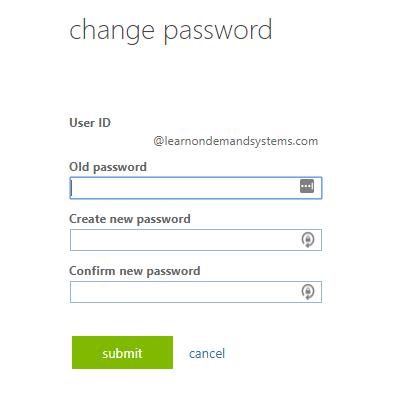 change password
User ID
@learnondemandsystems.com
Old password
Create new password
Confirm new password
submit cancel